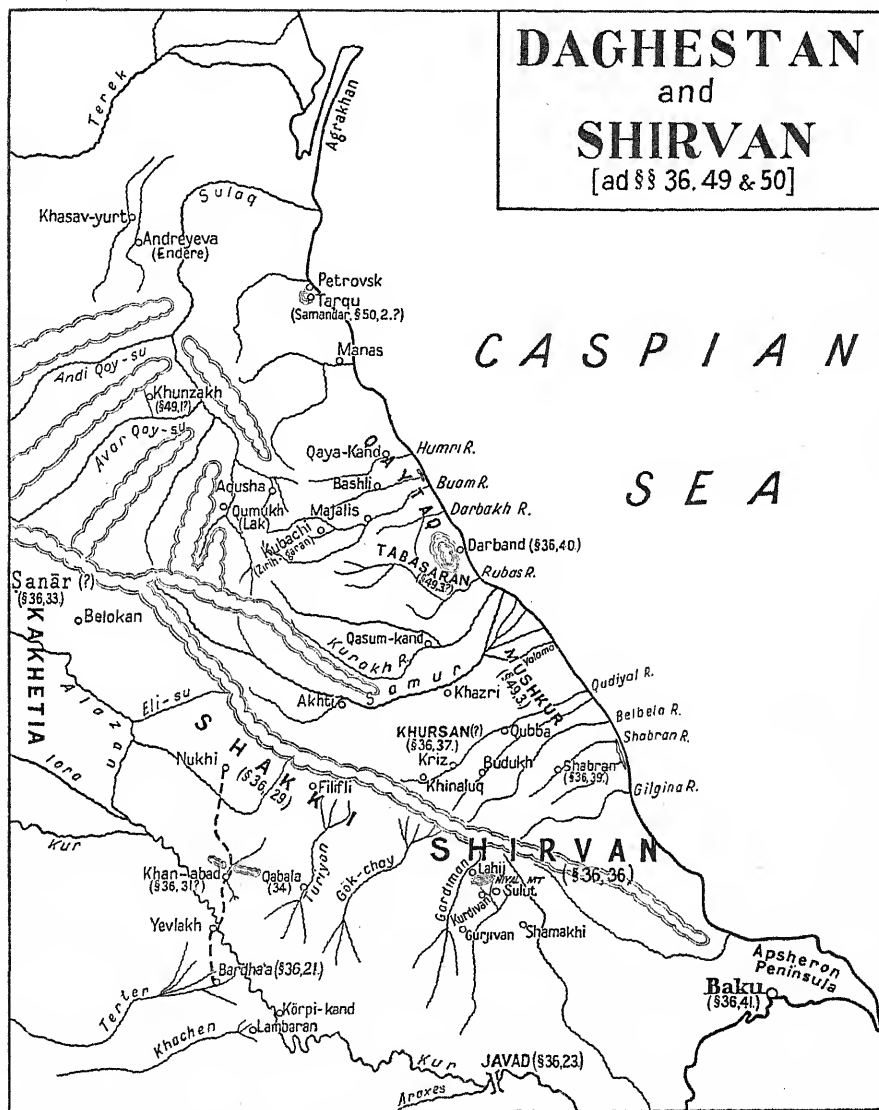 DAGHESTAN
and
SHIRVAN
[ad §§ 36, 49 & 50]
Terek
Agrakhan
Sulaq
Khasav-yurt
Andreyeva
(Endere)
Petrovsk
Tarqu
(Samandar, §50, 2.?)
CASPIAN
SEA
Manas
Andi Qoy-su
Khunzakh
(§49,1?)
Avar Qoy-su
QAYTAQ
Qaya-Kand
Humri R.
Bashli
Buam R.
Aqusha
Qumukh
(Lak)
Majalis
Darbakh R.
Kubachi
(Zirih-garan)
Darband (§36,40.)
TABASARAN
(§49,3?)
Rubas R.
Sanār (?)
(§36,33.)
KAKHETIA
Belokan
Qasum-kand
Kurakh R.
Samur
Yalama
MUSHKUR
(§49,3.)
Alazan
Eli-su
Akhti
Khazri
Qudiyal R.
KHURSAN(?)
(§36,37.)
Qubba
Belbela R.
Iora
SHAKKI
(§36,29.)
Nukhi
Kriz
Budukh
Shabran R.
Khinaluq
Shabran
(§36,39.)
Filifli
Gilgina R.
Kur
SHIRVAN
(§36,36.)
Khan-abad
(§36,31?)
Qabala
(34.)
Turiyan
Gök-chay
Gardiman
Lahij
NIYAL MT
Sulut
Kurdivan
Gurjivan
Shamakhi
Yevlakh
Bardha'a (§36,21.)
Apsheron
Peninsula
Baku
(§36,41.)
Terter
Körpi-kand
Khachen
Lambaran
Kur
JAVAD (§36,23.)
Araxes